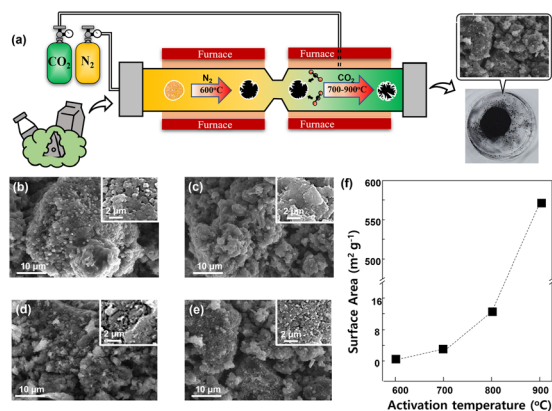 (a)
Furnace
Furnace
CO₂
N₂
N₂
600°C
CO₂
700-900°C
Furnace
Furnace
(b)
2 μm
10 μm
(c)
2 μm
10 μm
(d)
2 μm
10 μm
(e)
2 μm
10 μm
(f)
Surface Area (m² g⁻¹)
600
550
500
16
8
0
600
700
800
900
Activation temperature (°C)